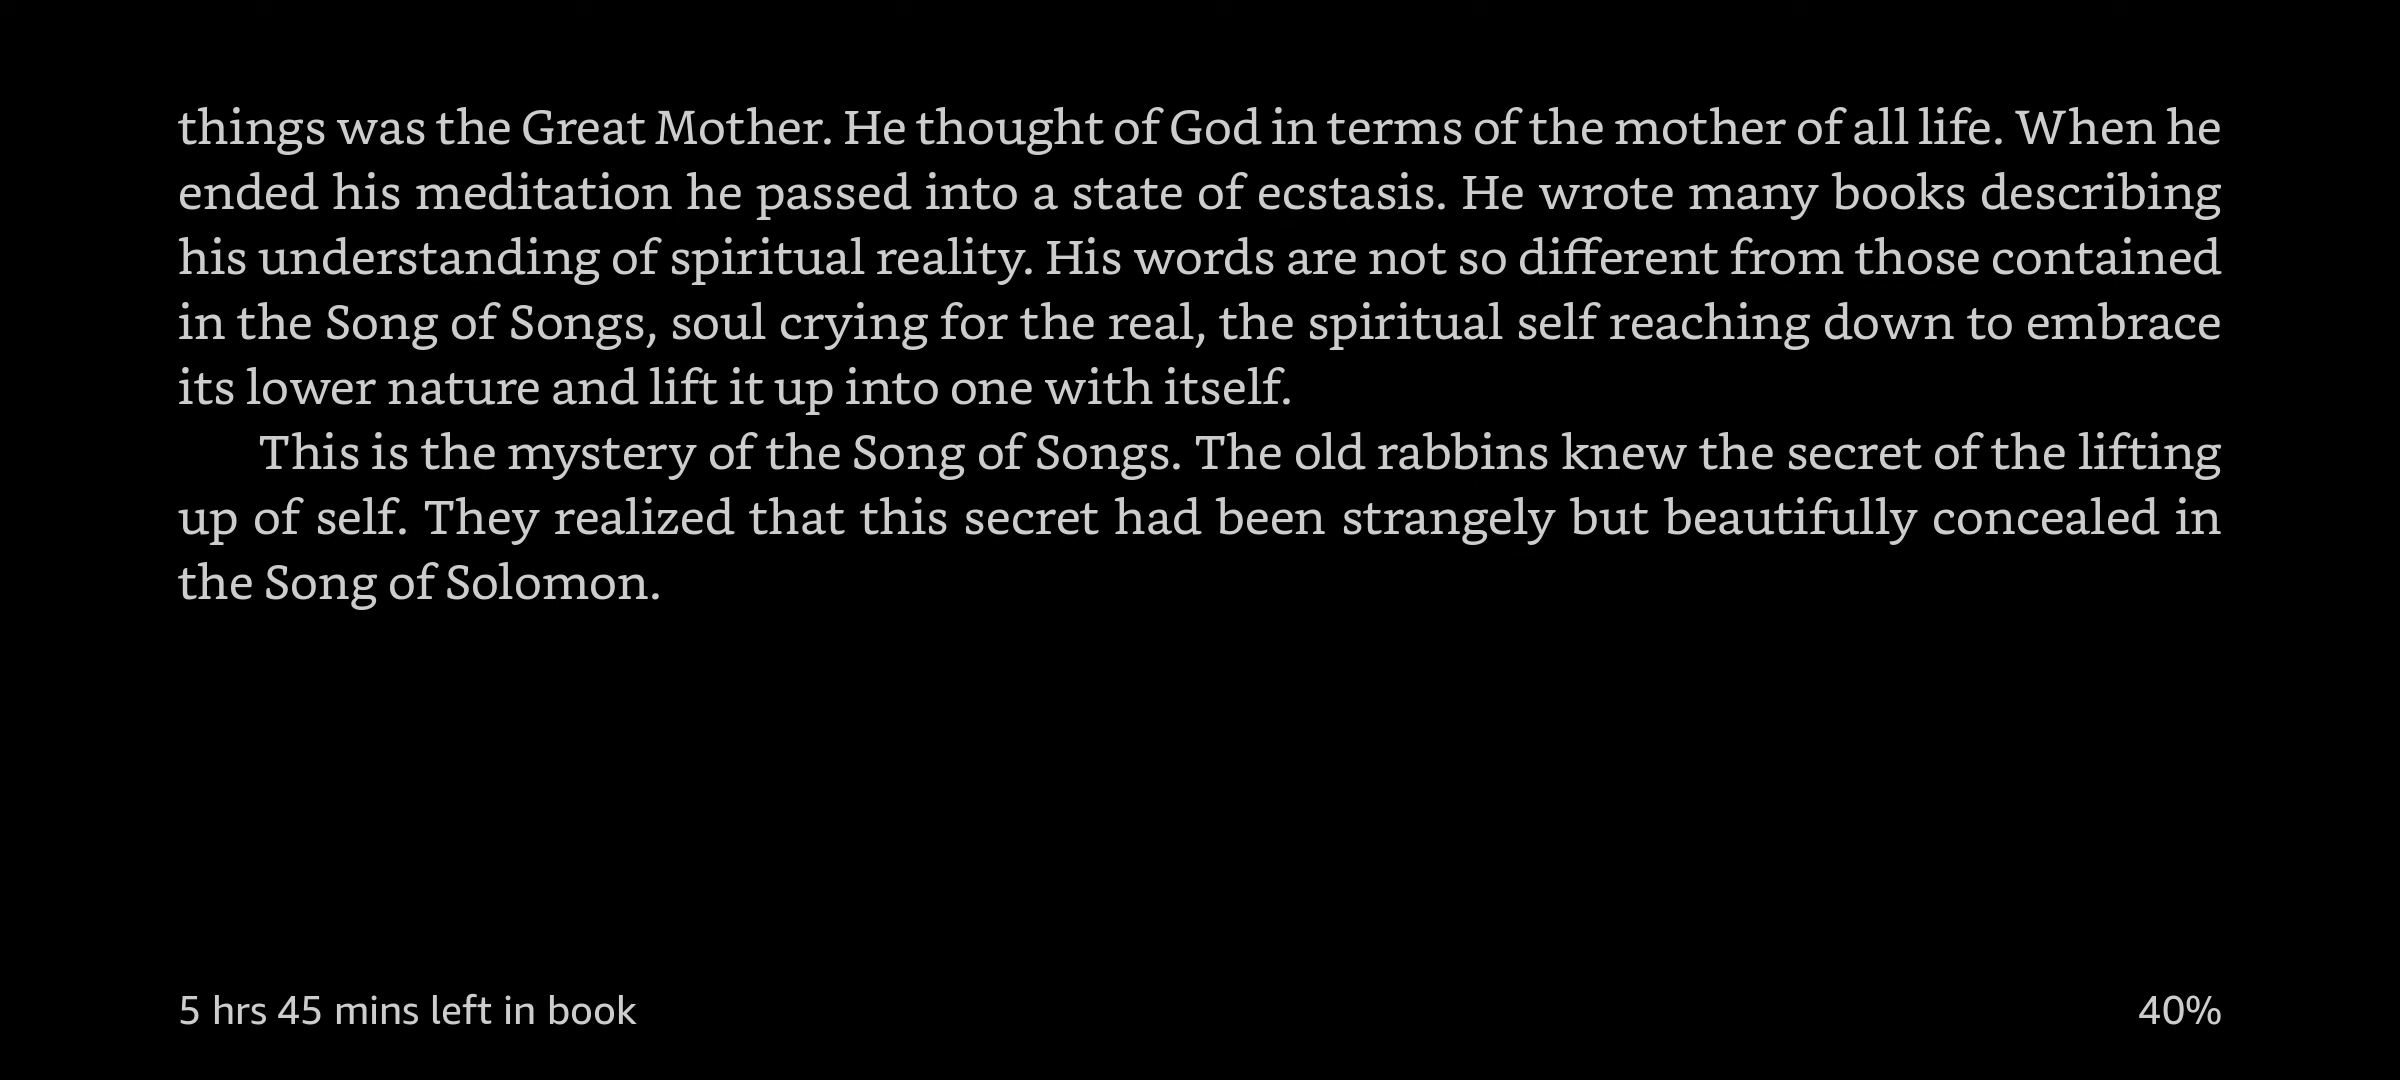 things was the Great Mother. He thought of God in terms of the mother of all life. When he
ended his meditation he passed into a state of ecstasis. He wrote many books describing
his understanding of spiritual reality. His words are not so different from those contained
in the Song of Songs, soul crying for the real, the spiritual self reaching down to embrace
its lower nature and lift it up into one with itself.
This is the mystery of the Song of Songs. The old rabbins knew the secret of the lifting
up of self. They realized that this secret had been strangely but beautifully concealed in
the Song of Solomon.
5 hrs 45 mins left in book
40%